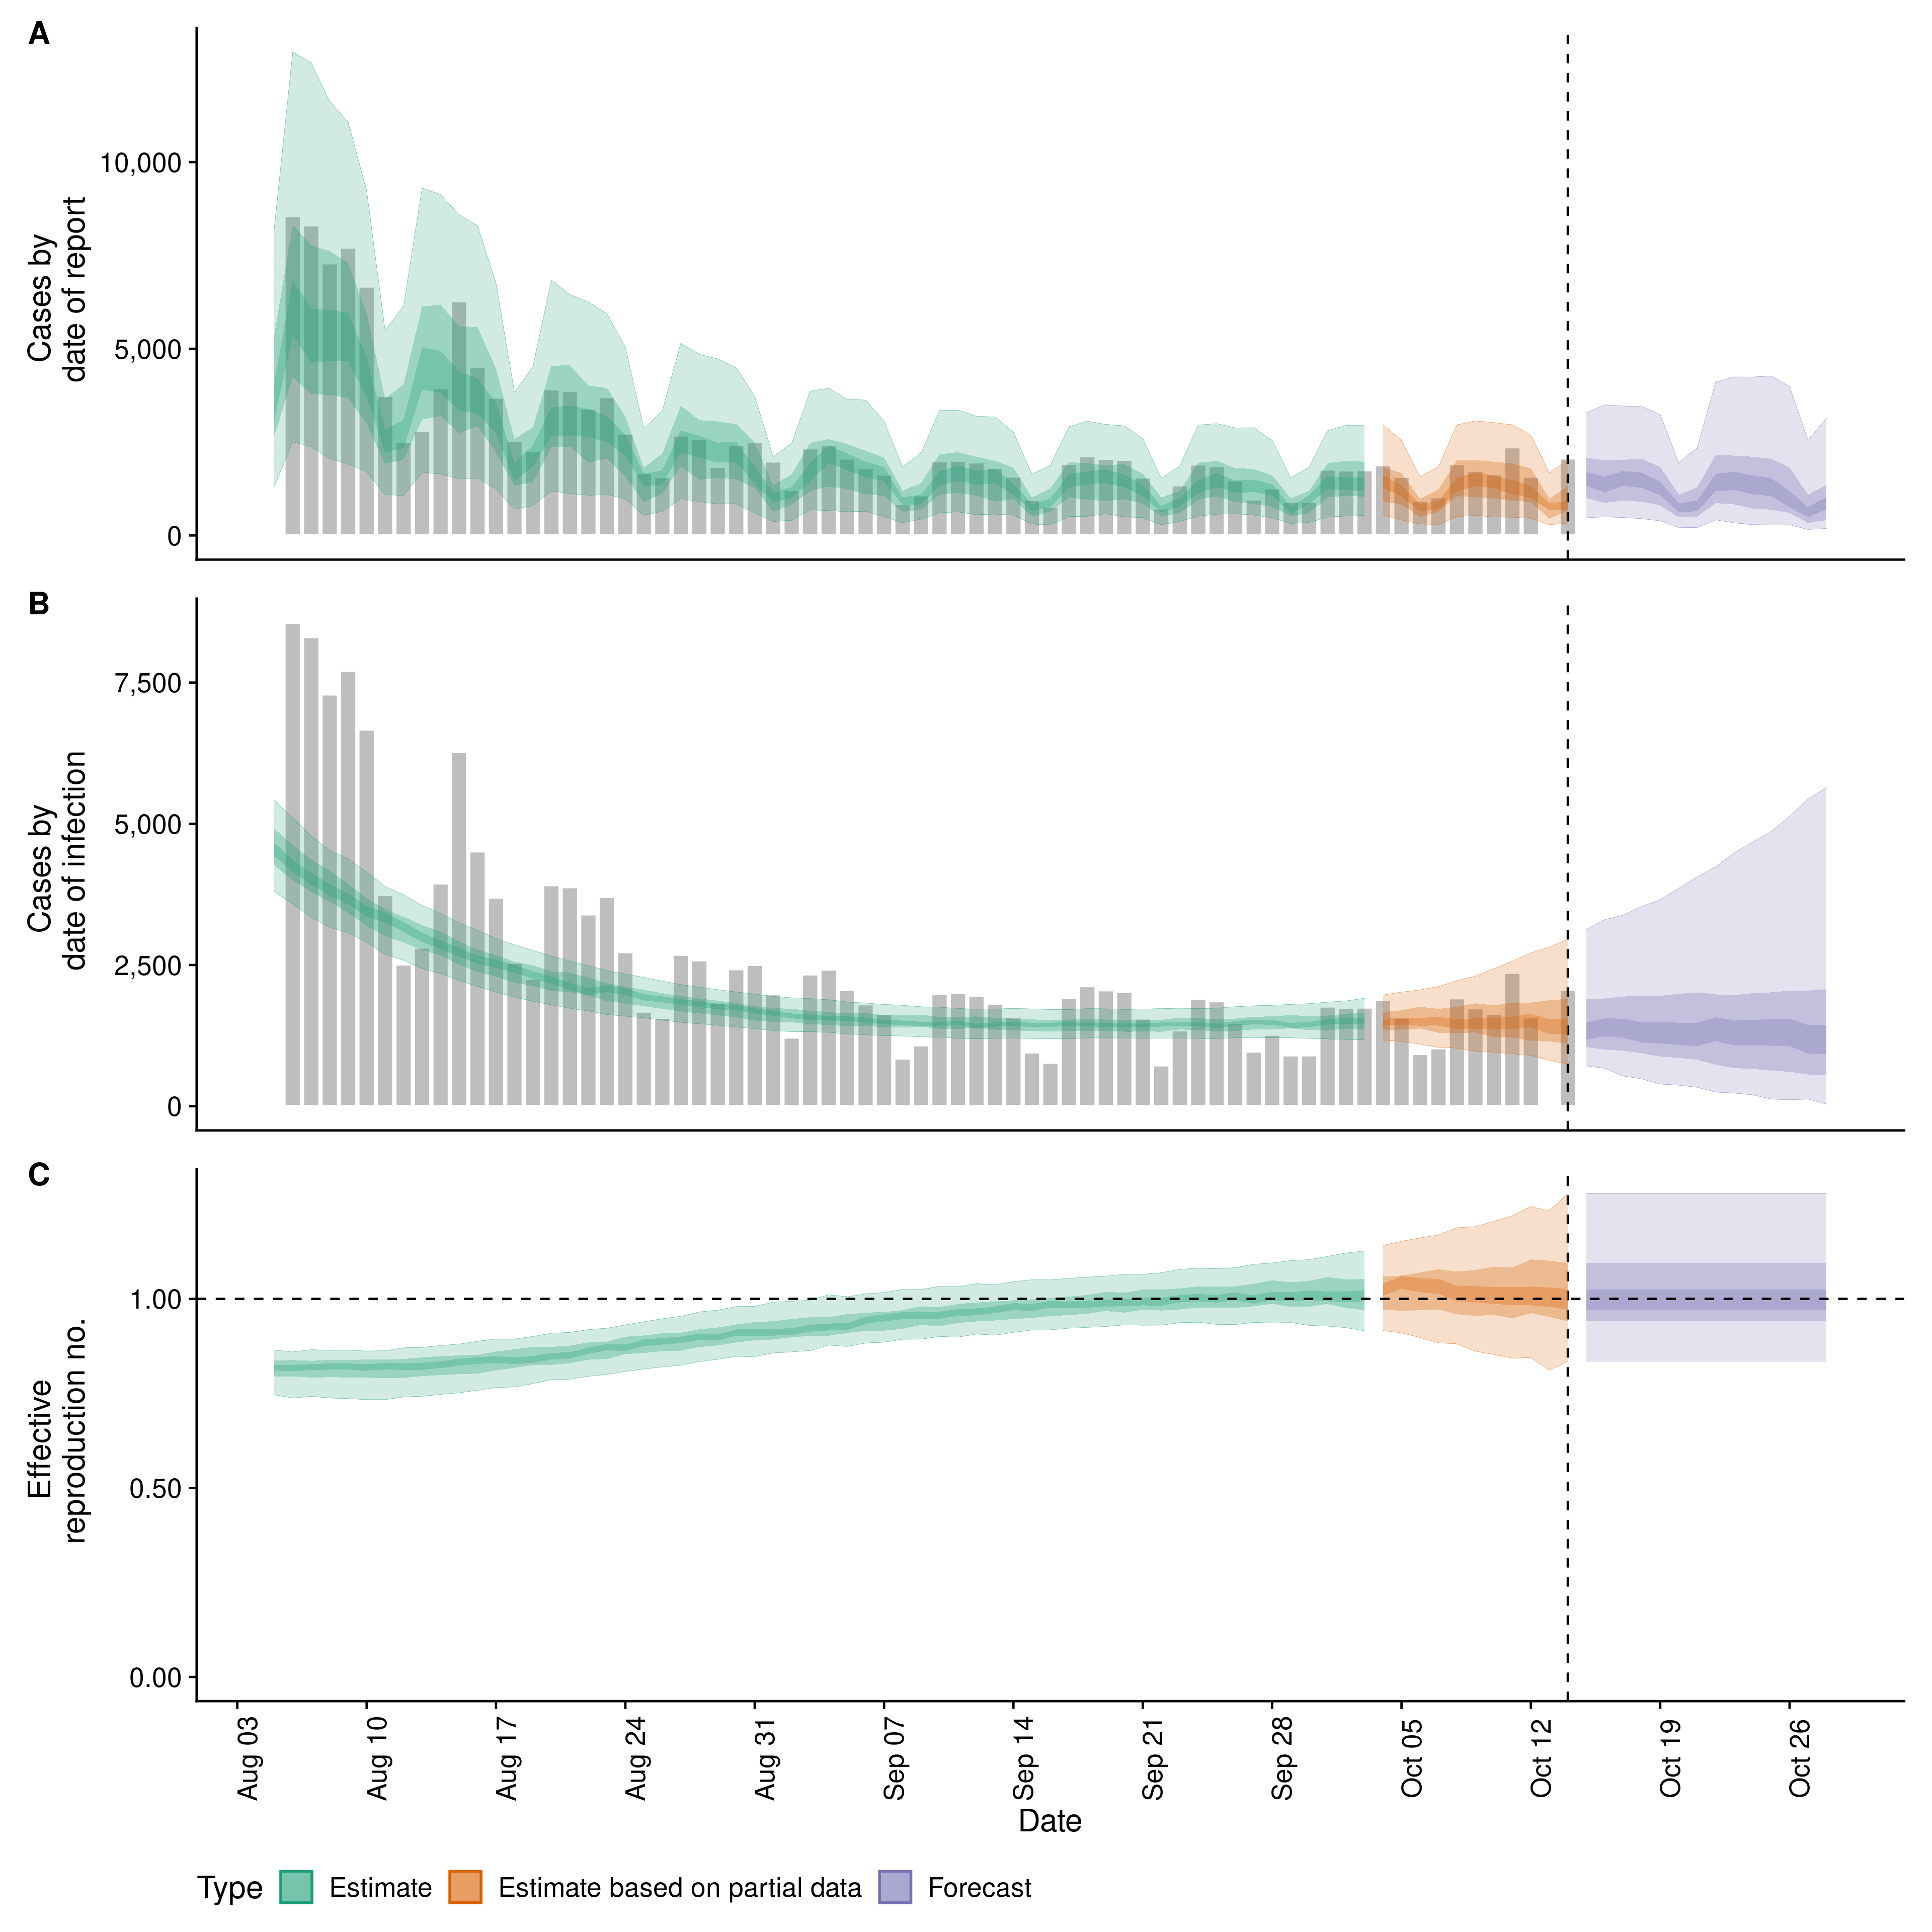 A
Cases by
date of report
10,000
5,000
0
B
Cases by
date of infection
7,500
5,000
2,500
0
C
Effective
reproduction no.
1.00
0.50
0.00
Aug 03
Aug 10
Aug 17
Aug 24
Aug 31
Sep 07
Sep 14
Sep 21
Sep 28
Oct 05
Oct 12
Oct 19
Oct 26
Date
Type Estimate Estimate based on partial data Forecast